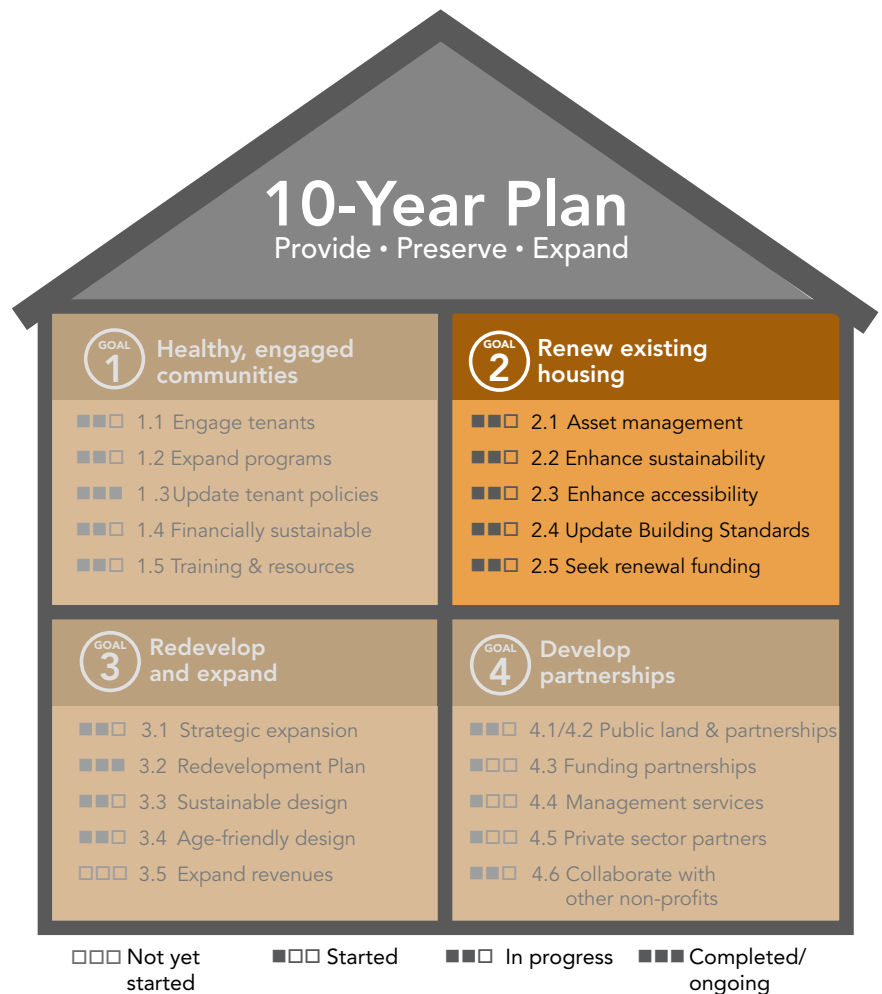 10-Year Plan
Provide • Preserve • Expand
GOAL
1
Healthy, engaged
communities
1.1 Engage tenants
1.2 Expand programs
1 .3Update tenant policies
1.4 Financially sustainable
1.5 Training & resources
GOAL
2
Renew existing
housing
2.1 Asset management
2.2 Enhance sustainability
2.3 Enhance accessibility
2.4 Update Building Standards
2.5 Seek renewal funding
GOAL
3
Redevelop
and expand
3.1 Strategic expansion
3.2 Redevelopment Plan
3.3 Sustainable design
3.4 Age-friendly design
3.5 Expand revenues
GOAL
4
Develop
partnerships
4.1/4.2 Public land & partnerships
4.3 Funding partnerships
4.4 Management services
4.5 Private sector partners
4.6 Collaborate with
other non-profits
Not yet
started
Started
In progress
Completed/
ongoing